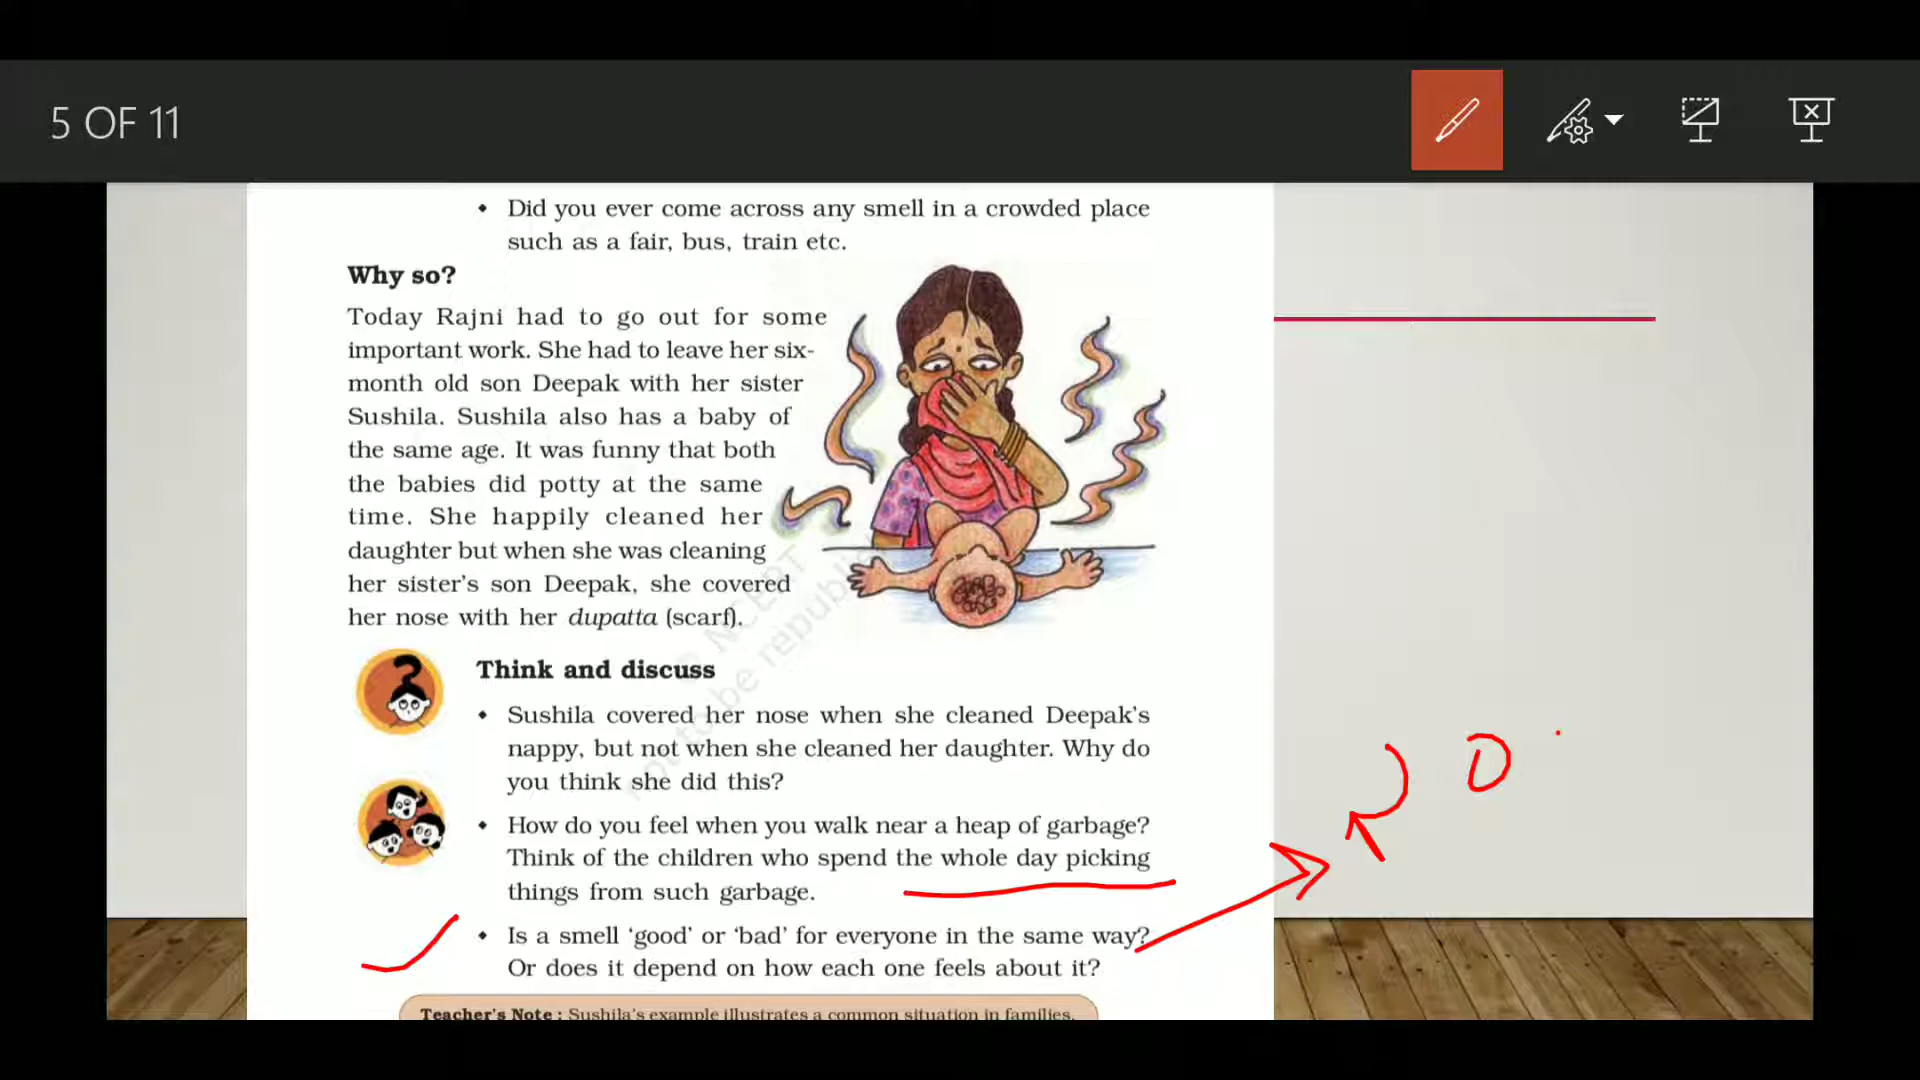 5 OF 11
• Did you ever come across any smell in a crowded place
such as a fair, bus, train etc.
Why so?
Today Rajni had to go out for some
important work. She had to leave her six-
month old son Deepak with her sister
Sushila. Sushila also has a baby of
the same age. It was funny that both
the babies did potty at the same
time. She happily cleaned her
daughter but when she was cleaning
her sister's son Deepak, she covered
her nose with her dupatta (scarf).
Think and discuss
• Sushila covered her nose when she cleaned Deepak's
nappy, but not when she cleaned her daughter. Why do
you think she did this?
• How do you feel when you walk near a heap of garbage?
Think of the children who spend the whole day picking
things from such garbage.
• Is a smell 'good' or 'bad' for everyone in the same way?
Or does it depend on how each one feels about it?
Teacher's Note : Sushila's example illustrates a common situation in families.
NCERT
not to be republis